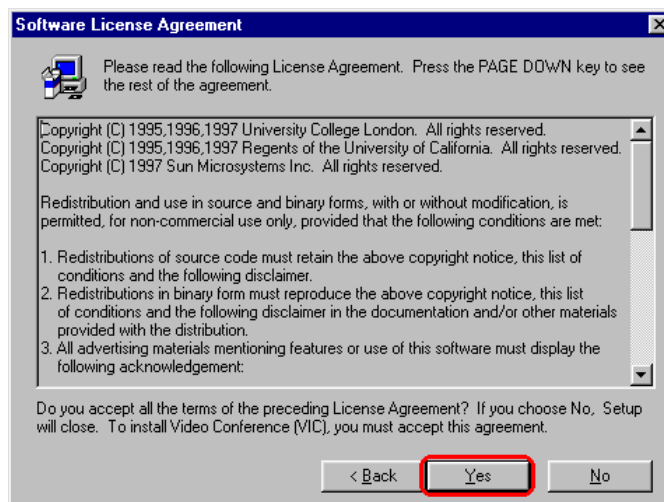 Software License Agreement
Please read the following License Agreement. Press the PAGE DOWN key to see
the rest of the agreement.
Copyright (C) 1995,1996,1997 University College London. All rights reserved.
Copyright (C) 1995,1996,1997 Regents of the University of California. All rights reserved.
Copyright (C) 1997 Sun Microsystems Inc. All rights reserved.
Redistribution and use in source and binary forms, with or without modification, is
permitted, for non-commercial use only, provided that the following conditions are met:
1. Redistributions of source code must retain the above copyright notice, this list of
conditions and the following disclaimer.
2. Redistributions in binary form must reproduce the above copyright notice, this list
of conditions and the following disclaimer in the documentation and/or other materials
provided with the distribution.
3. All advertising materials mentioning features or use of this software must display the
following acknowledgement:
Do you accept all the terms of the preceding License Agreement? If you choose No, Setup
will close. To install Video Conference (VIC), you must accept this agreement.
< Back Yes No